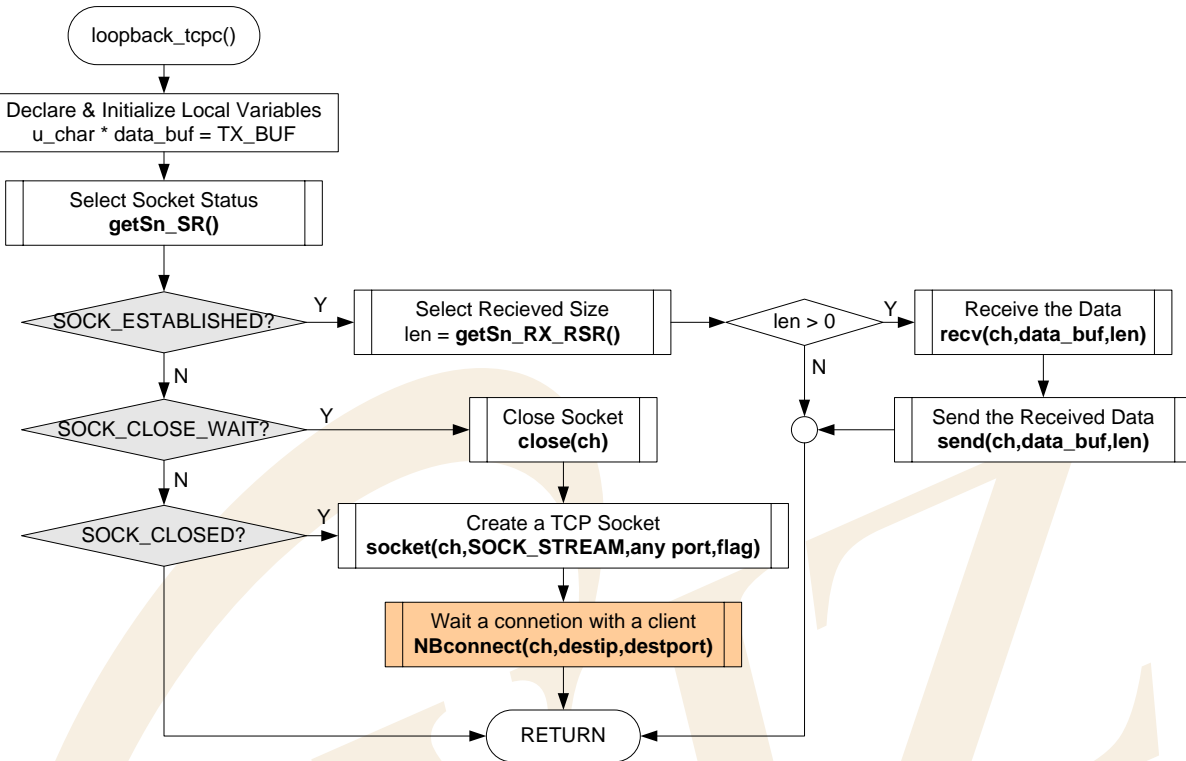 loopback_tcpc()
Declare & Initialize Local Variables
u_char * data_buf = TX_BUF
Select Socket Status
getSn_SR()
SOCK_ESTABLISHED?
Y
Select Recieved Size
len = getSn_RX_RSR()
len > 0
Y
Receive the Data
recv(ch,data_buf,len)
N
N
SOCK_CLOSE_WAIT?
Y
Close Socket
close(ch)
Send the Received Data
send(ch,data_buf,len)
N
SOCK_CLOSED?
Y
Create a TCP Socket
socket(ch,SOCK_STREAM,any port,flag)
Wait a connetion with a client
NBconnect(ch,destip,destport)
RETURN